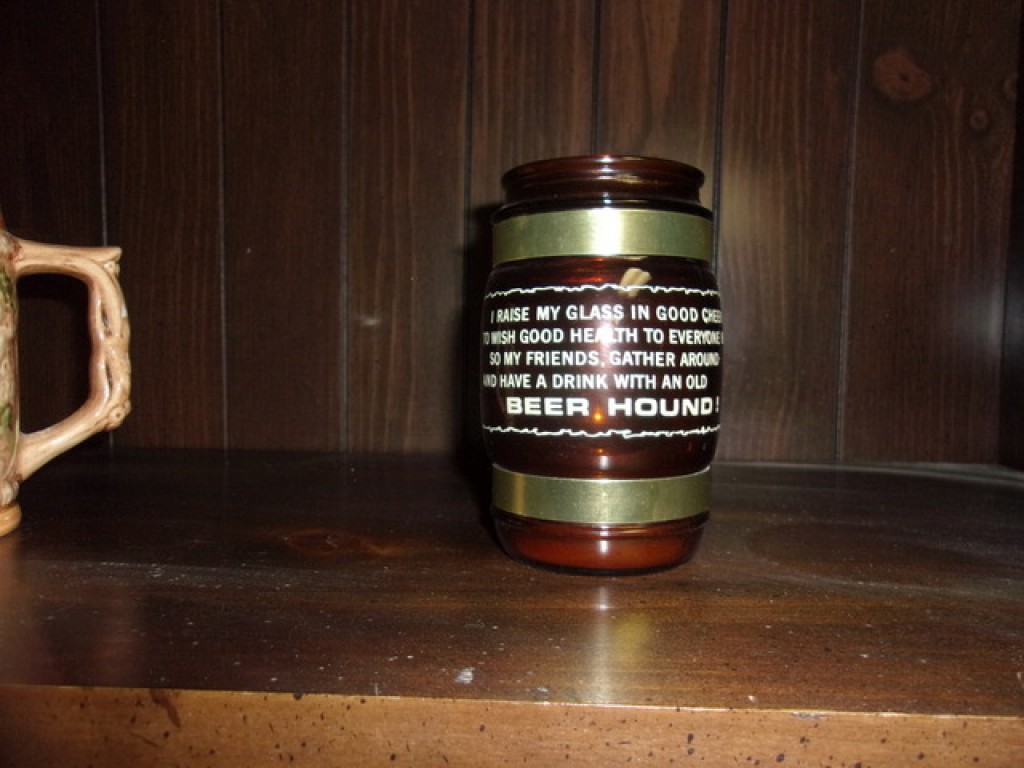 I RAISE MY GLASS IN GOOD CHEE
TO WISH GOOD HEALTH TO EVERYONE
SO MY FRIENDS, GATHER AROUND
AND HAVE A DRINK WITH AN OLD
BEER HOUND!